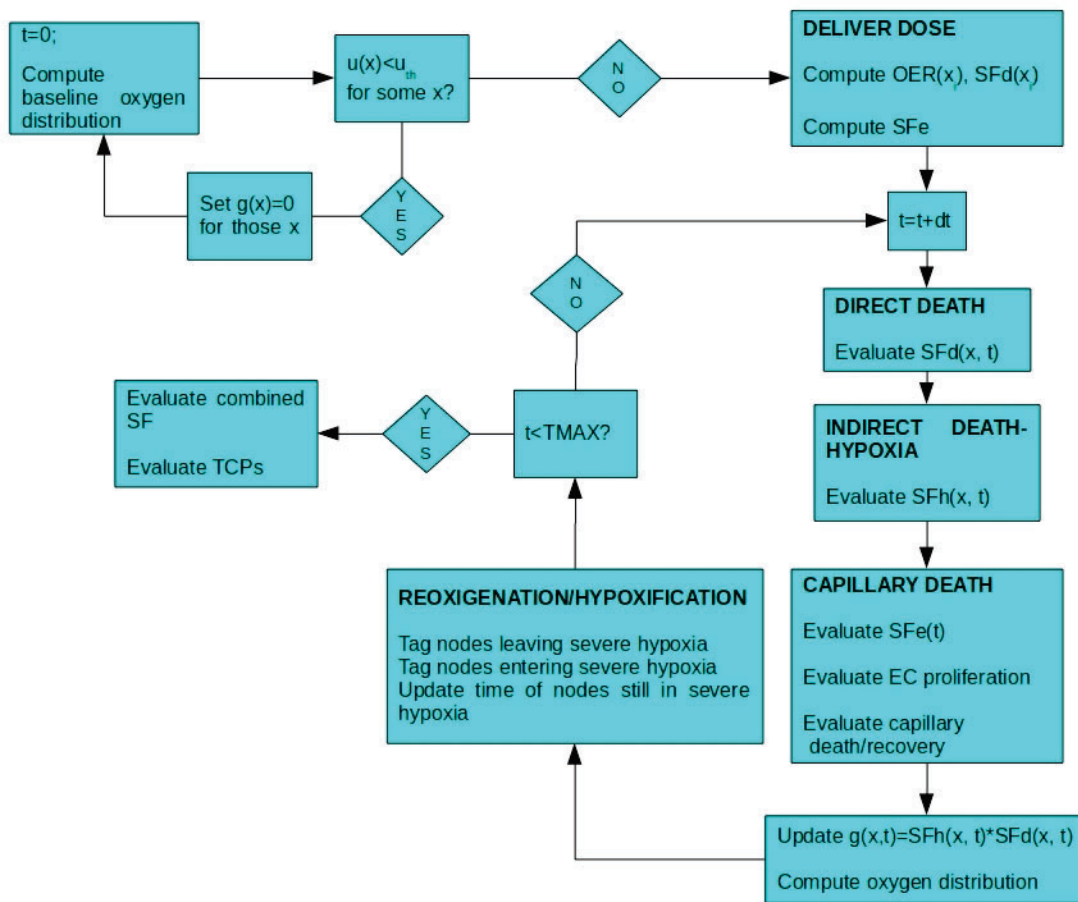 t=0;
Compute
baseline oxygen
distribution
u(x)<u_th
for some x?
NO
DELIVER DOSE
Compute OER(x_i), SFd(x_i)
Compute SFe
Set g(x)=0
for those x
YES
t=t+dt
NO
DIRECT DEATH
Evaluate SFd(x, t)
INDIRECT DEATH-
HYPOXIA
Evaluate SFh(x, t)
Evaluate combined
SF
Evaluate TCPs
YES
t<TMAX?
REOXIGENATION/HYPOXIFICATION
Tag nodes leaving severe hypoxia
Tag nodes entering severe hypoxia
Update time of nodes still in severe
hypoxia
CAPILLARY DEATH
Evaluate SFe(t)
Evaluate EC proliferation
Evaluate capillary
death/recovery
Update g(x,t)=SFh(x, t)*SFd(x, t)
Compute oxygen distribution